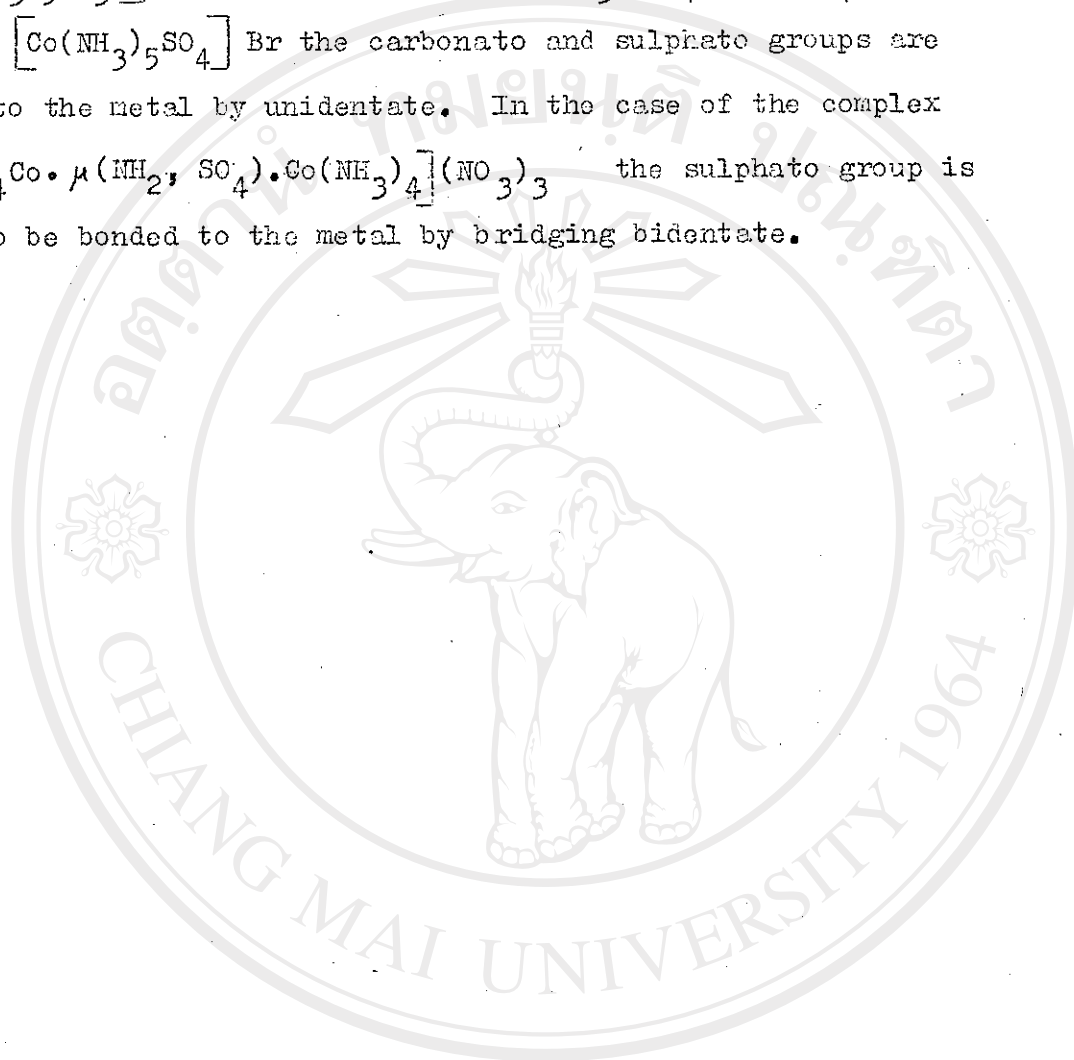 [Co(NH3)5SO4] Br the carbonato and sulphato groups are
to the metal by unidentate. In the case of the complex
4Co. μ(NH2, SO4).Co(NH3)4](NO3)3 the sulphato group is
be bonded to the metal by bridging bidentate.
CHIANG MAI UNIVERSITY 1964